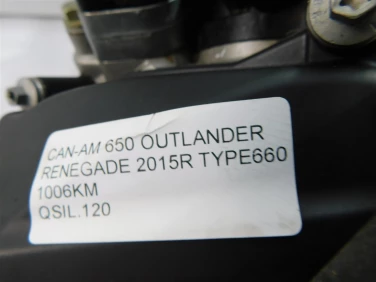 CAN-AM 650 OUTLANDER
RENEGADE 2015R TYPE660
1006KM
QSIL.120